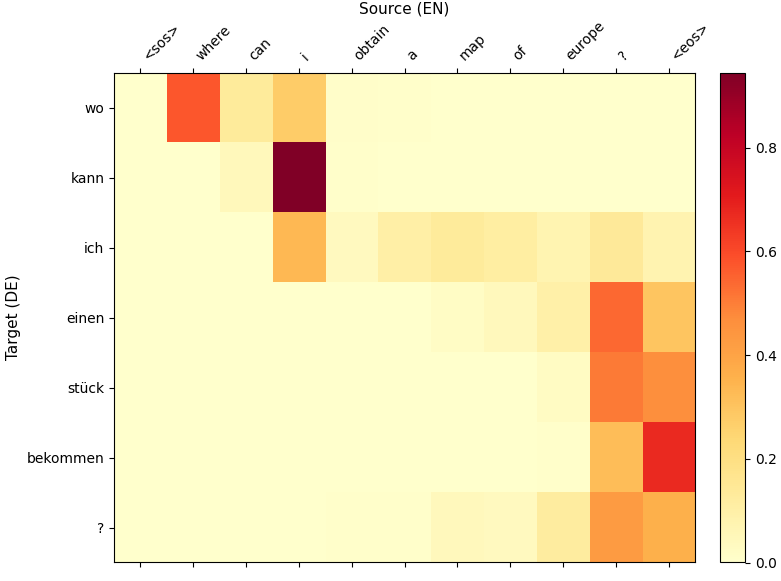 Source (EN)
<sos> where can i obtain a map of europe ? <eos>
Target (DE)
wo
kann
ich
einen
stück
bekommen
?
0.8
0.6
0.4
0.2
0.0